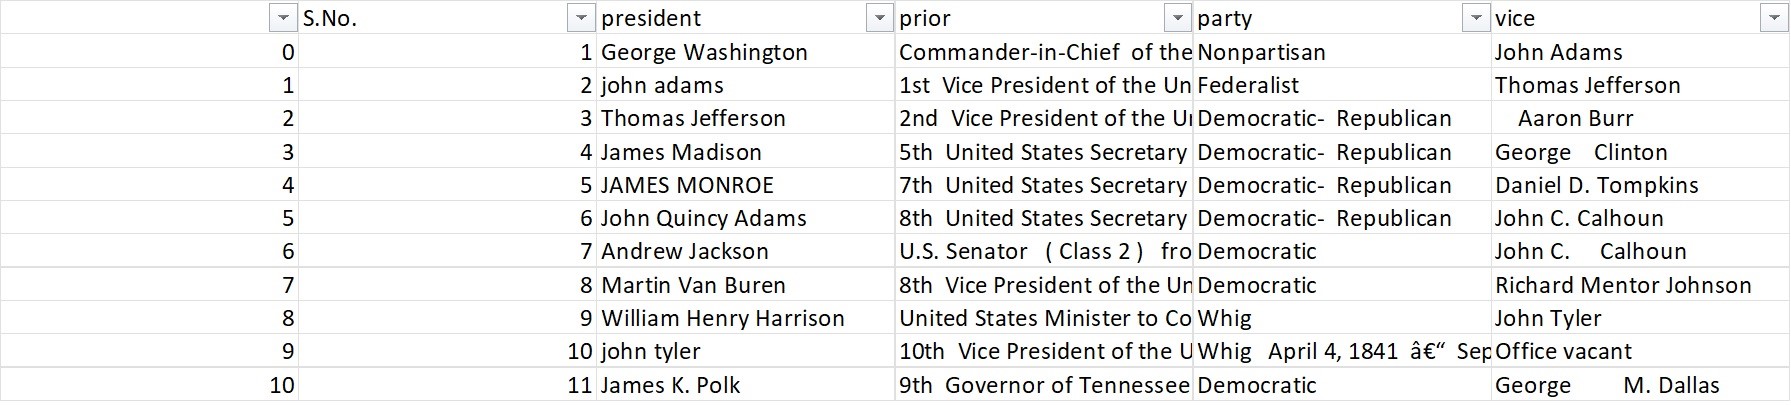 S.No. president prior party vice
0 1 George Washington Commander-in-Chief  of the Nonpartisan John Adams
1 2 john adams 1st  Vice President of the Un Federalist Thomas Jefferson
2 3 Thomas Jefferson 2nd  Vice President of the U Democratic-  Republican    Aaron Burr
3 4 James Madison 5th  United States Secretary Democratic-  Republican George    Clinton
4 5 JAMES MONROE 7th  United States Secretary Democratic-  Republican Daniel D. Tompkins
5 6 John Quincy Adams 8th  United States Secretary Democratic-  Republican John C. Calhoun
6 7 Andrew Jackson U.S. Senator   ( Class 2 )   fro Democratic John C.     Calhoun
7 8 Martin Van Buren 8th  Vice President of the Un Democratic Richard Mentor Johnson
8 9 William Henry Harrison United States Minister to Co Whig John Tyler
9 10 john tyler 10th  Vice President of the U Whig   April 4, 1841  â€“  Sep Office vacant
10 11 James K. Polk 9th  Governor of Tennessee Democratic George         M. Dallas